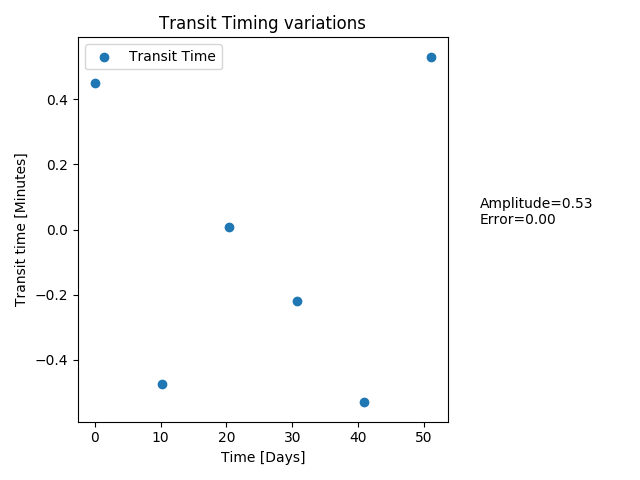 Transit Timing variations
Transit Time
0.4
0.2
0.0
−0.2
−0.4
Transit time [Minutes]
0 10 20 30 40 50
Time [Days]
Amplitude=0.53
Error=0.00